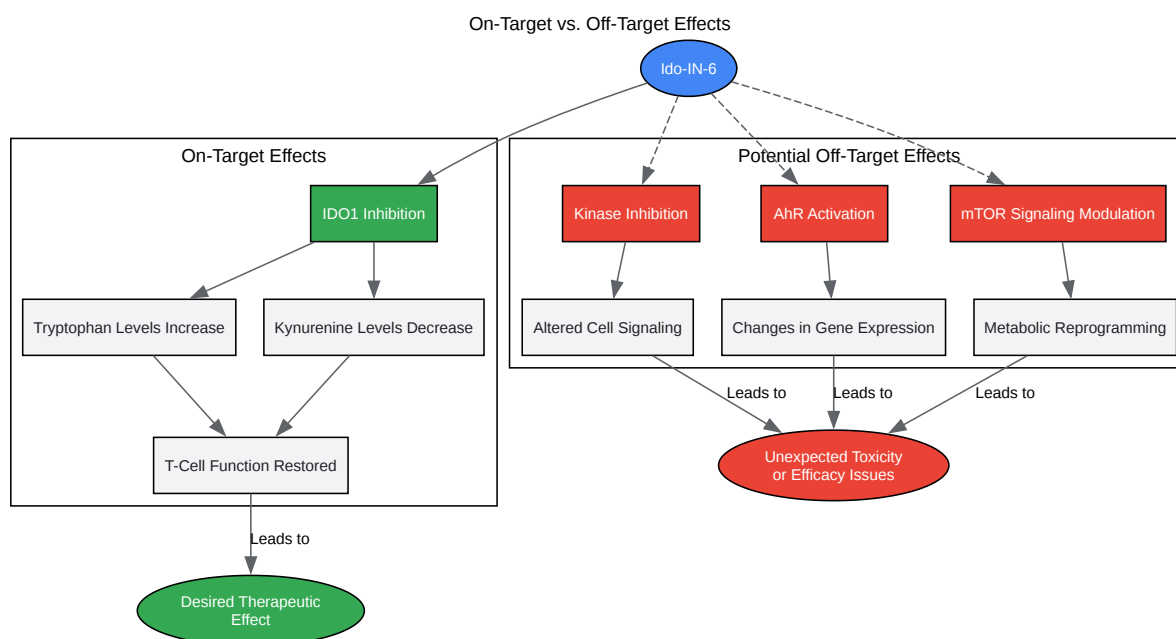 On-Target vs. Off-Target Effects
Ido-IN-6
On-Target Effects
Potential Off-Target Effects
IDO1 Inhibition
Kinase Inhibition
AhR Activation
mTOR Signaling Modulation
Tryptophan Levels Increase
Kynurenine Levels Decrease
Altered Cell Signaling
Changes in Gene Expression
Metabolic Reprogramming
Leads to
Leads to
Leads to
T-Cell Function Restored
Unexpected Toxicity
or Efficacy Issues
Leads to
Desired Therapeutic
Effect